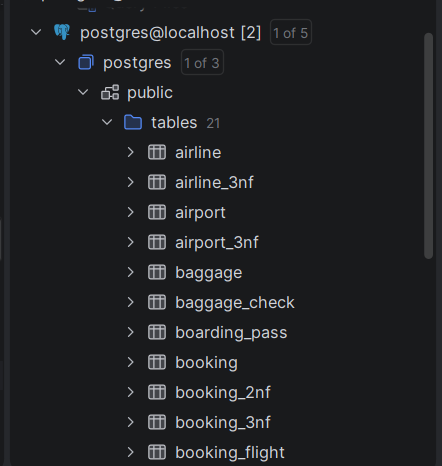 postgres@localhost [2] 1 of 5
postgres 1 of 3
public
tables 21
airline
airline_3nf
airport
airport_3nf
baggage
baggage_check
boarding_pass
booking
booking_2nf
booking_3nf
booking_flight